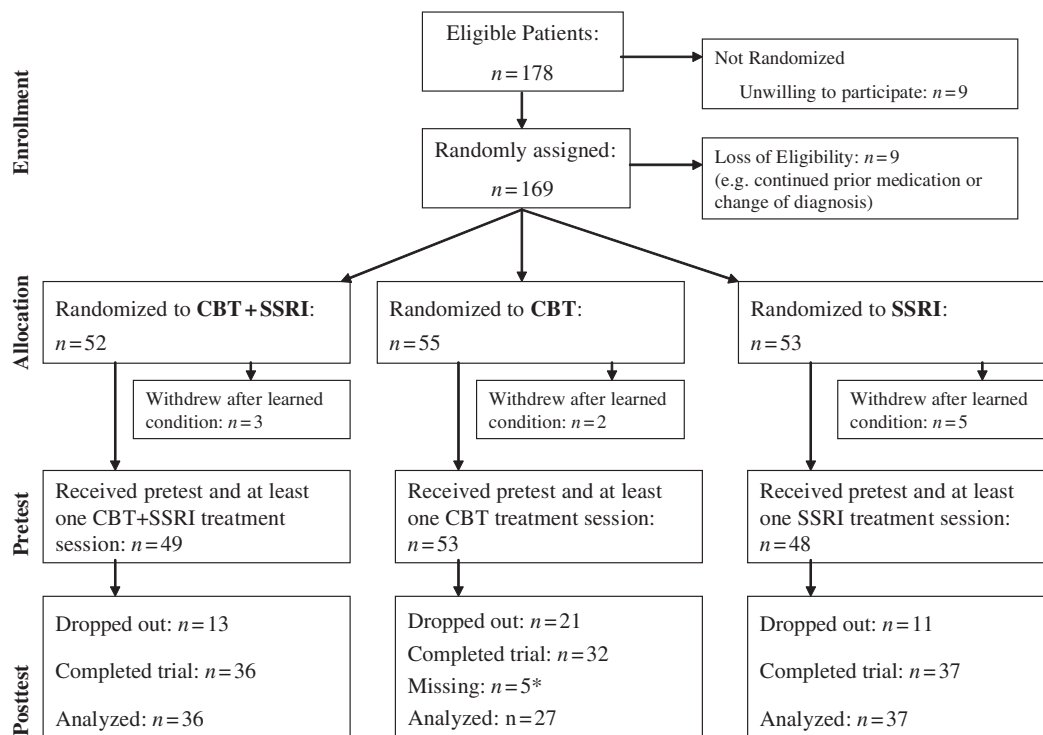 Enrollment
Eligible Patients:
n=178
Not Randomized
Unwilling to participate: n=9
Randomly assigned:
n=169
Loss of Eligibility: n=9
(e.g. continued prior medication or
change of diagnosis)
Allocation
Randomized to CBT+SSRI:
n=52
Randomized to CBT:
n=55
Randomized to SSRI:
n=53
Withdrew after learned
condition: n=3
Withdrew after learned
condition: n=2
Withdrew after learned
condition: n=5
Pretest
Received pretest and at least
one CBT+SSRI treatment
session: n=49
Received pretest and at least
one CBT treatment session:
n=53
Received pretest and at least
one SSRI treatment session:
n=48
Posttest
Dropped out: n=13
Completed trial: n=36
Analyzed: n=36
Dropped out: n=21
Completed trial: n=32
Missing: n=5*
Analyzed: n=27
Dropped out: n=11
Completed trial: n=37
Analyzed: n=37